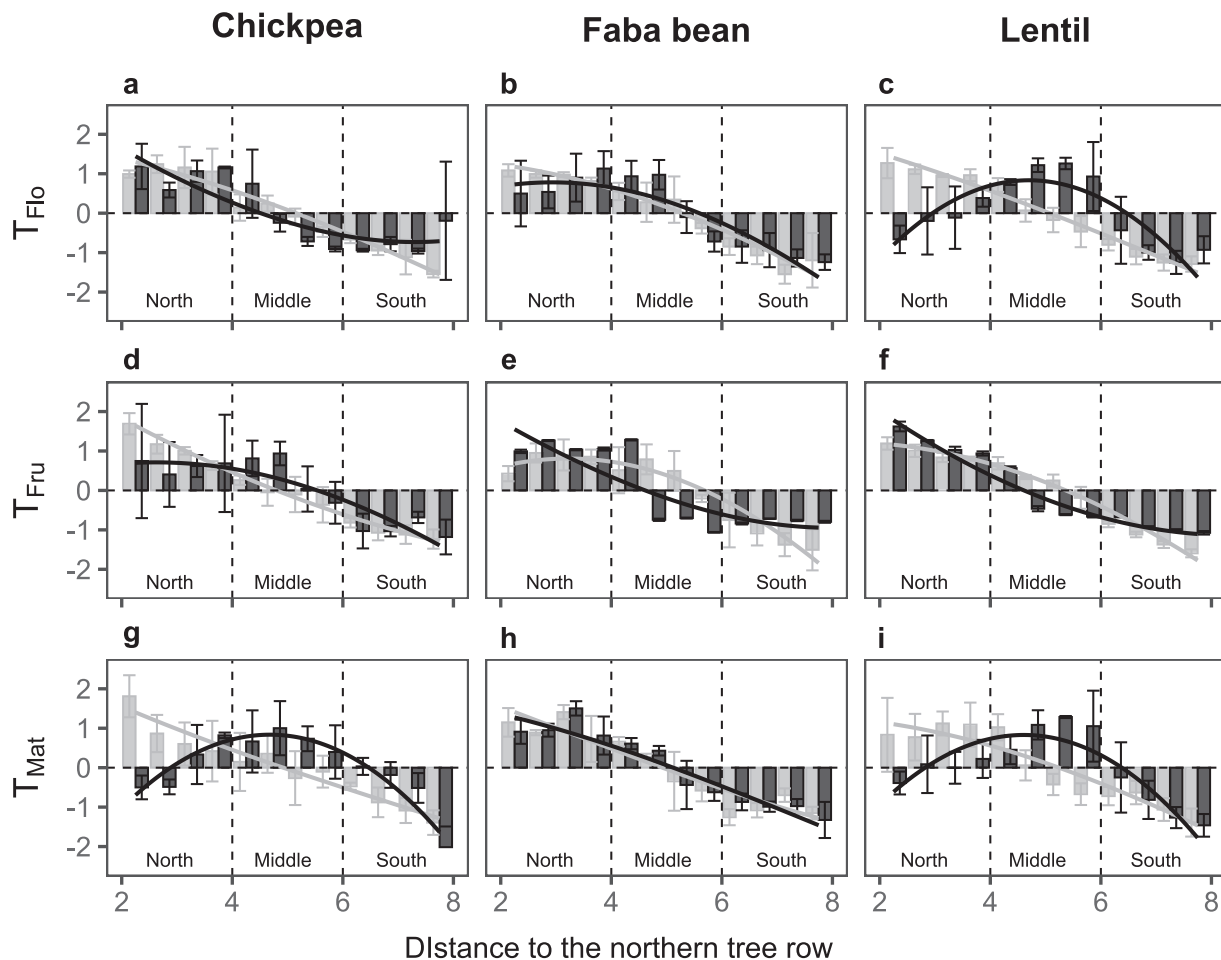 Chickpea Faba bean Lentil
a b c
T_Flo
2
1
0
-1
-2
North Middle South North Middle South North Middle South
d e f
T_Fru
2
1
0
-1
-2
North Middle South North Middle South North Middle South
g h i
T_Mat
2
1
0
-1
-2
North Middle South North Middle South North Middle South
2 4 6 8 2 4 6 8 2 4 6 8
DIstance to the northern tree row